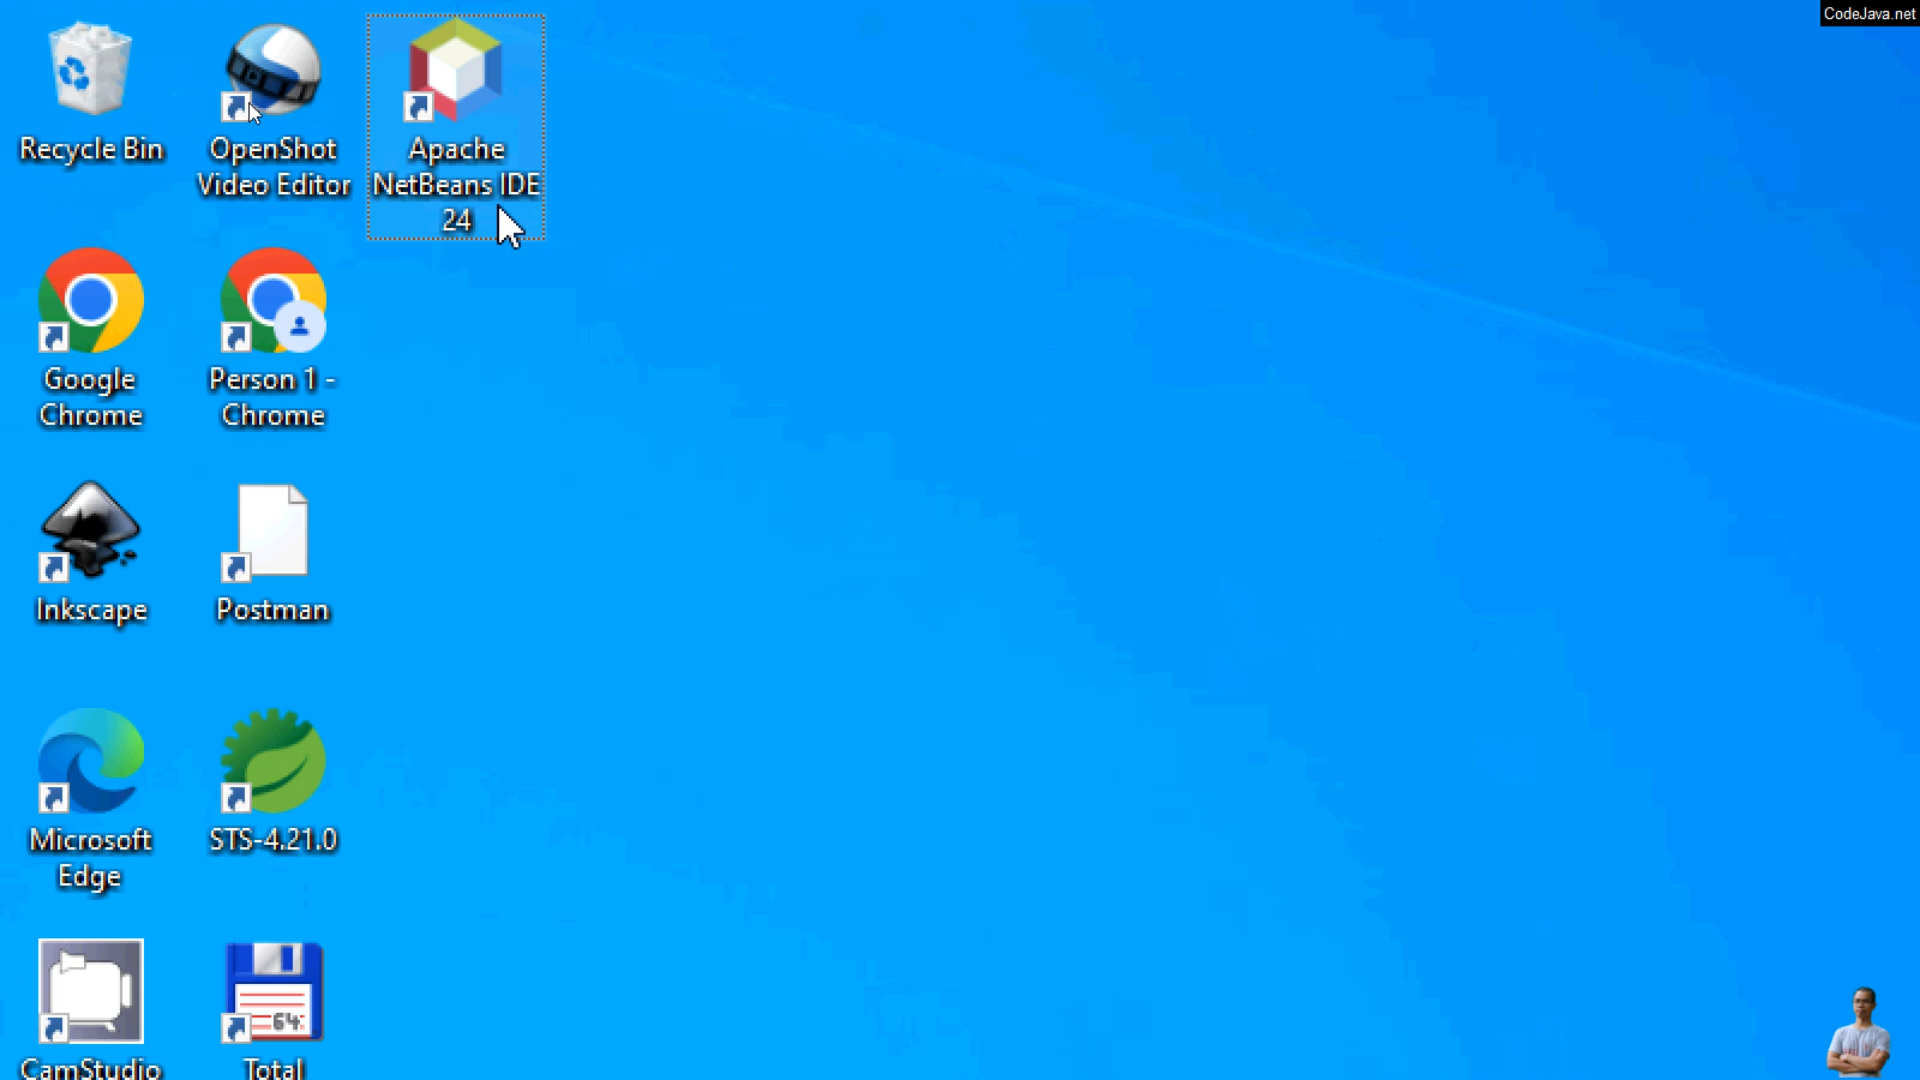 CodeJava.net
Recycle Bin
OpenShot
Video Editor
Apache
NetBeans IDE
24
Google
Chrome
Person 1 -
Chrome
Inkscape
Postman
Microsoft
Edge
STS-4.21.0
64
CamStudio
Total